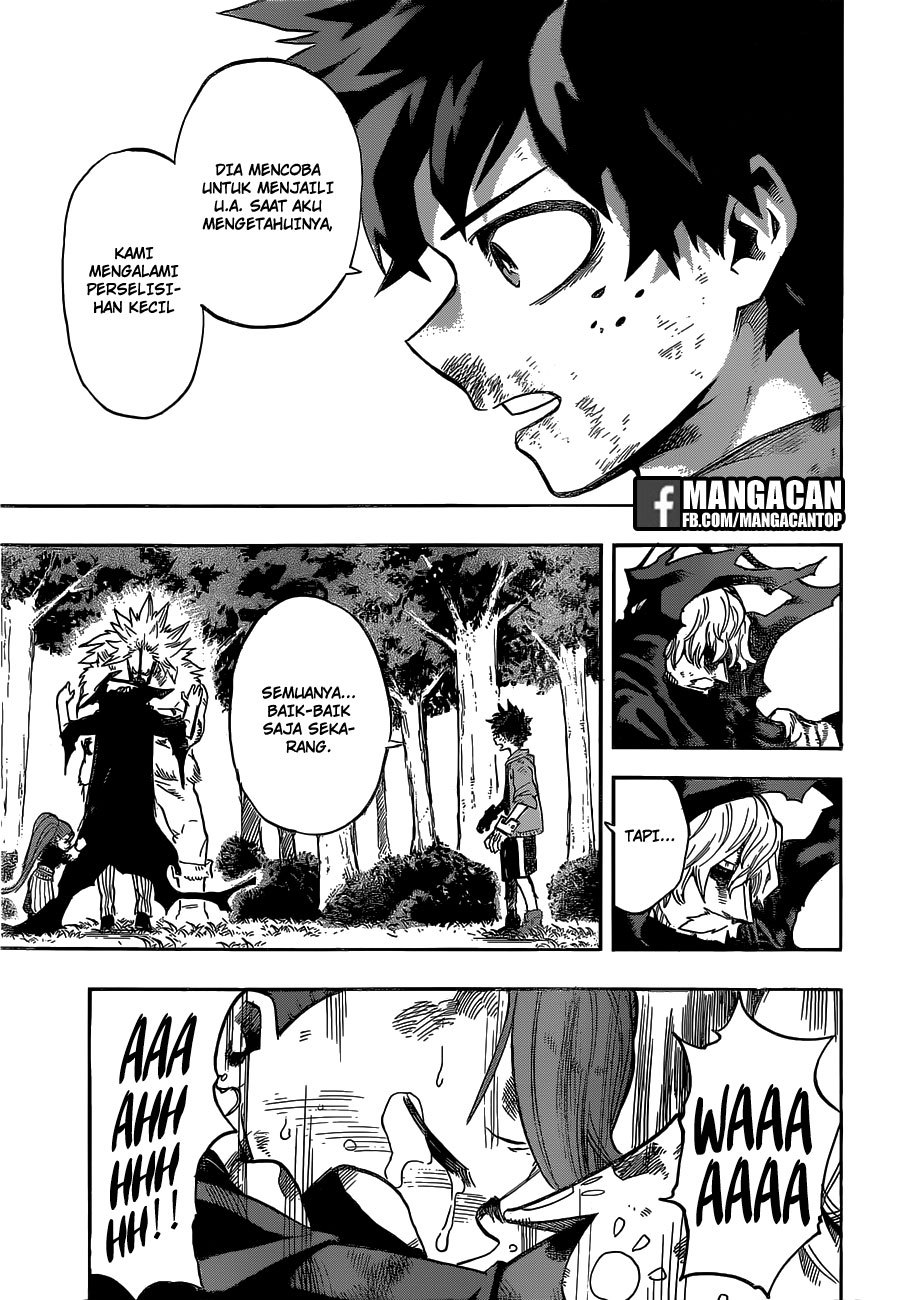 DIA MENCOBA
UNTUK MENJAILI
U.A. SAAT AKU
MENGETAHUINYA,
KAMI
MENGALAMI
PERSELISI-
HAN KECIL
f MANGACAN
FB.COM/MANGACANTOP
SEMUANYA...
BAIK-BAIK
SAJA SEKA-
RANG.
TAPI...
WAAA
AAAA
AAA
AHH
HHH
HH!!